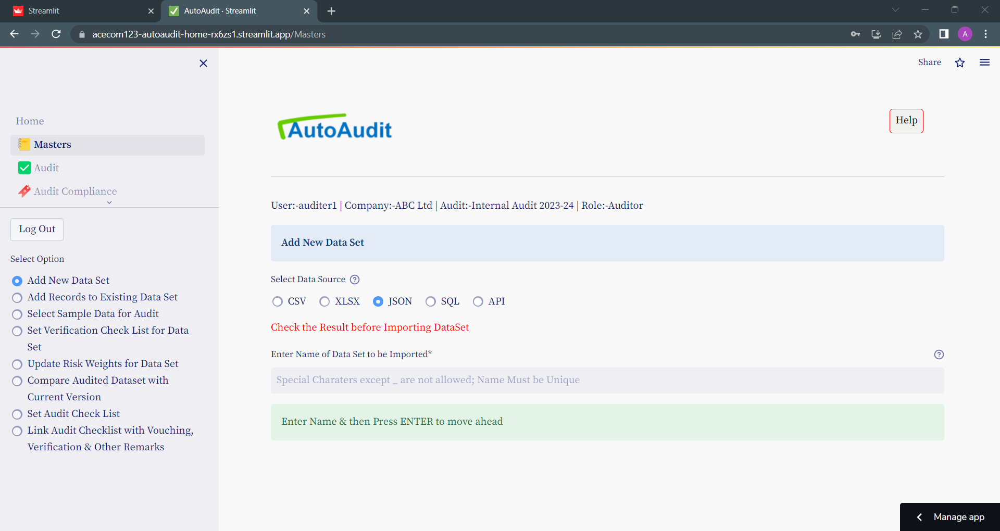 Streamlit
AutoAudit · Streamlit
acecom123-autoaudit-home-rx6zs1.streamlit.app/Masters
A
Share
Home
Masters
Audit
Audit Compliance
Log Out
Select Option
Add New Data Set
Add Records to Existing Data Set
Select Sample Data for Audit
Set Verification Check List for Data
Set
Update Risk Weights for Data Set
Compare Audited Dataset with
Current Version
Set Audit Check List
Link Audit Checklist with Vouching,
Verification & Other Remarks
AutoAudit
Help
User:-auditer1 | Company:-ABC Ltd | Audit:-Internal Audit 2023-24 | Role:-Auditor
Add New Data Set
Select Data Source
CSV XLSX JSON SQL API
Check the Result before Importing DataSet
Enter Name of Data Set to be Imported*
Special Charaters except _ are not allowed; Name Must be Unique
Enter Name & then Press ENTER to move ahead
Manage app